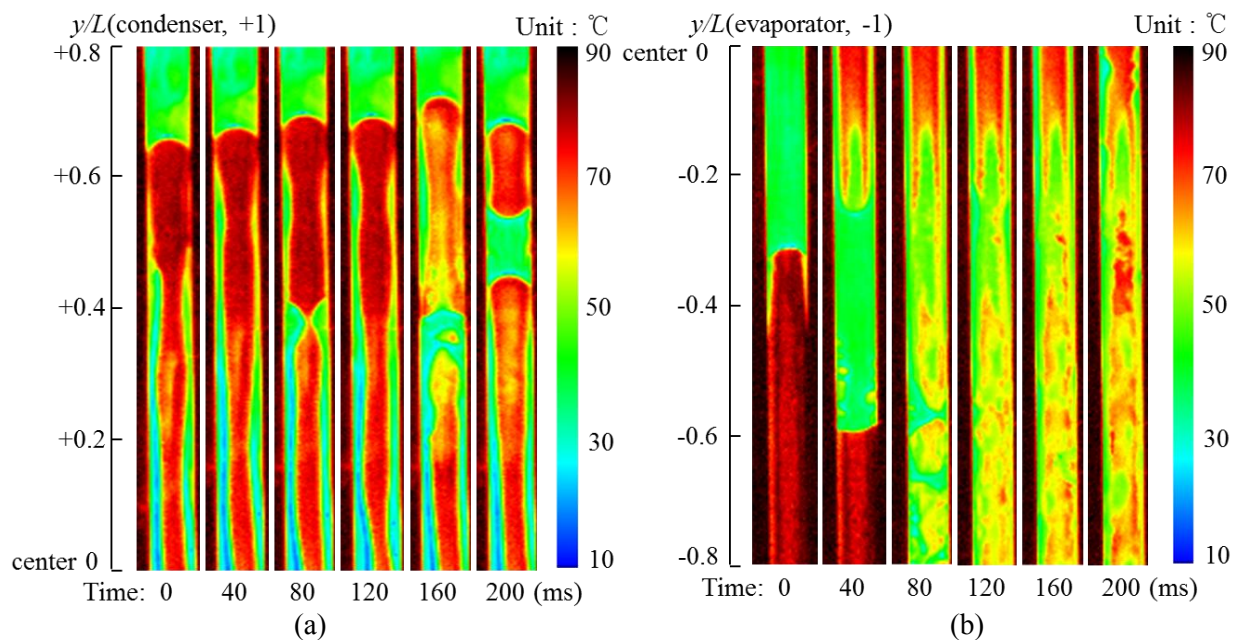 y/L(condenser, +1)
Unit : ℃
+0.8
+0.6
+0.4
+0.2
center 0
90
70
50
30
10
Time: 0 40 80 120 160 200 (ms)
(a)
y/L(evaporator, -1)
Unit : ℃
center 0
-0.2
-0.4
-0.6
-0.8
90
70
50
30
10
Time: 0 40 80 120 160 200 (ms)
(b)